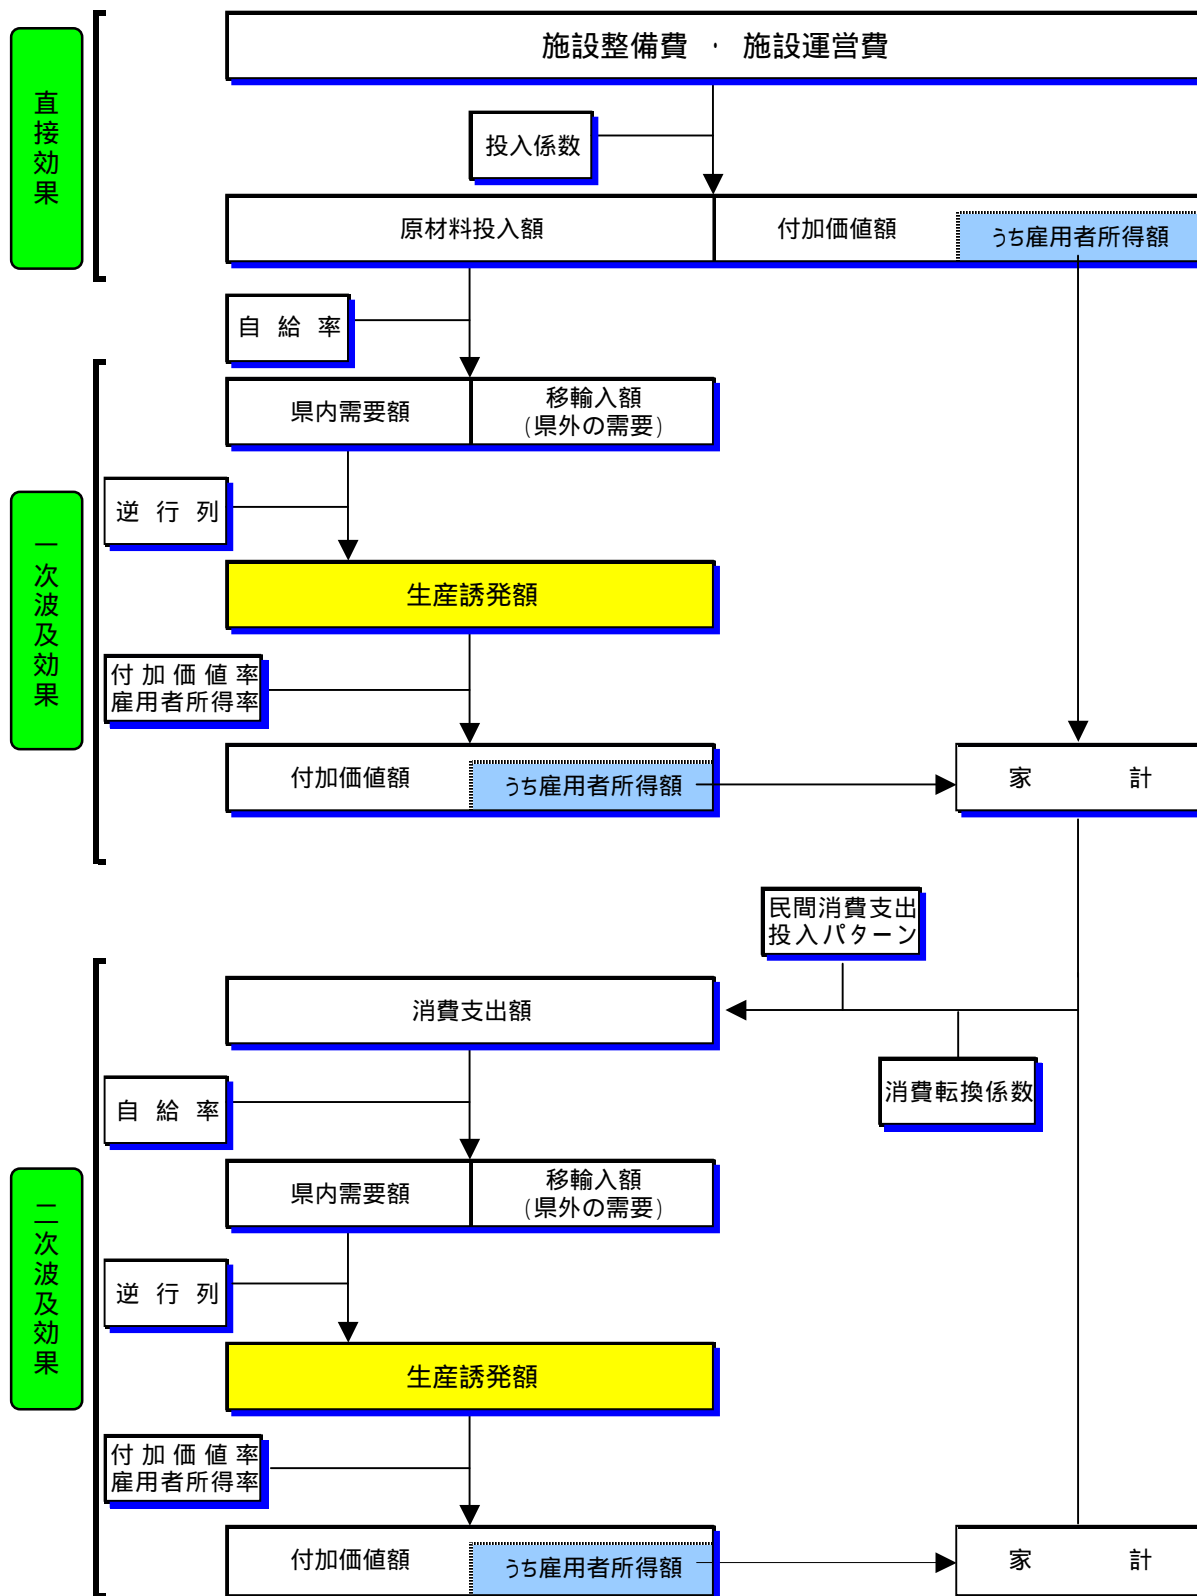 施設整備費 ・ 施設運営費
直接効果
投入係数
原材料投入額
付加価値額
うち雇用者所得額
自 給 率
県内需要額
移輸入額
(県外の需要)
一次波及効果
逆 行 列
生産誘発額
付 加 価 値 率
雇用者所得率
付加価値額
うち雇用者所得額
家 計
民間消費支出
投入パターン
消費支出額
消費転換係数
自 給 率
県内需要額
移輸入額
(県外の需要)
二次波及効果
逆 行 列
生産誘発額
付 加 価 値 率
雇用者所得率
付加価値額
うち雇用者所得額
家 計